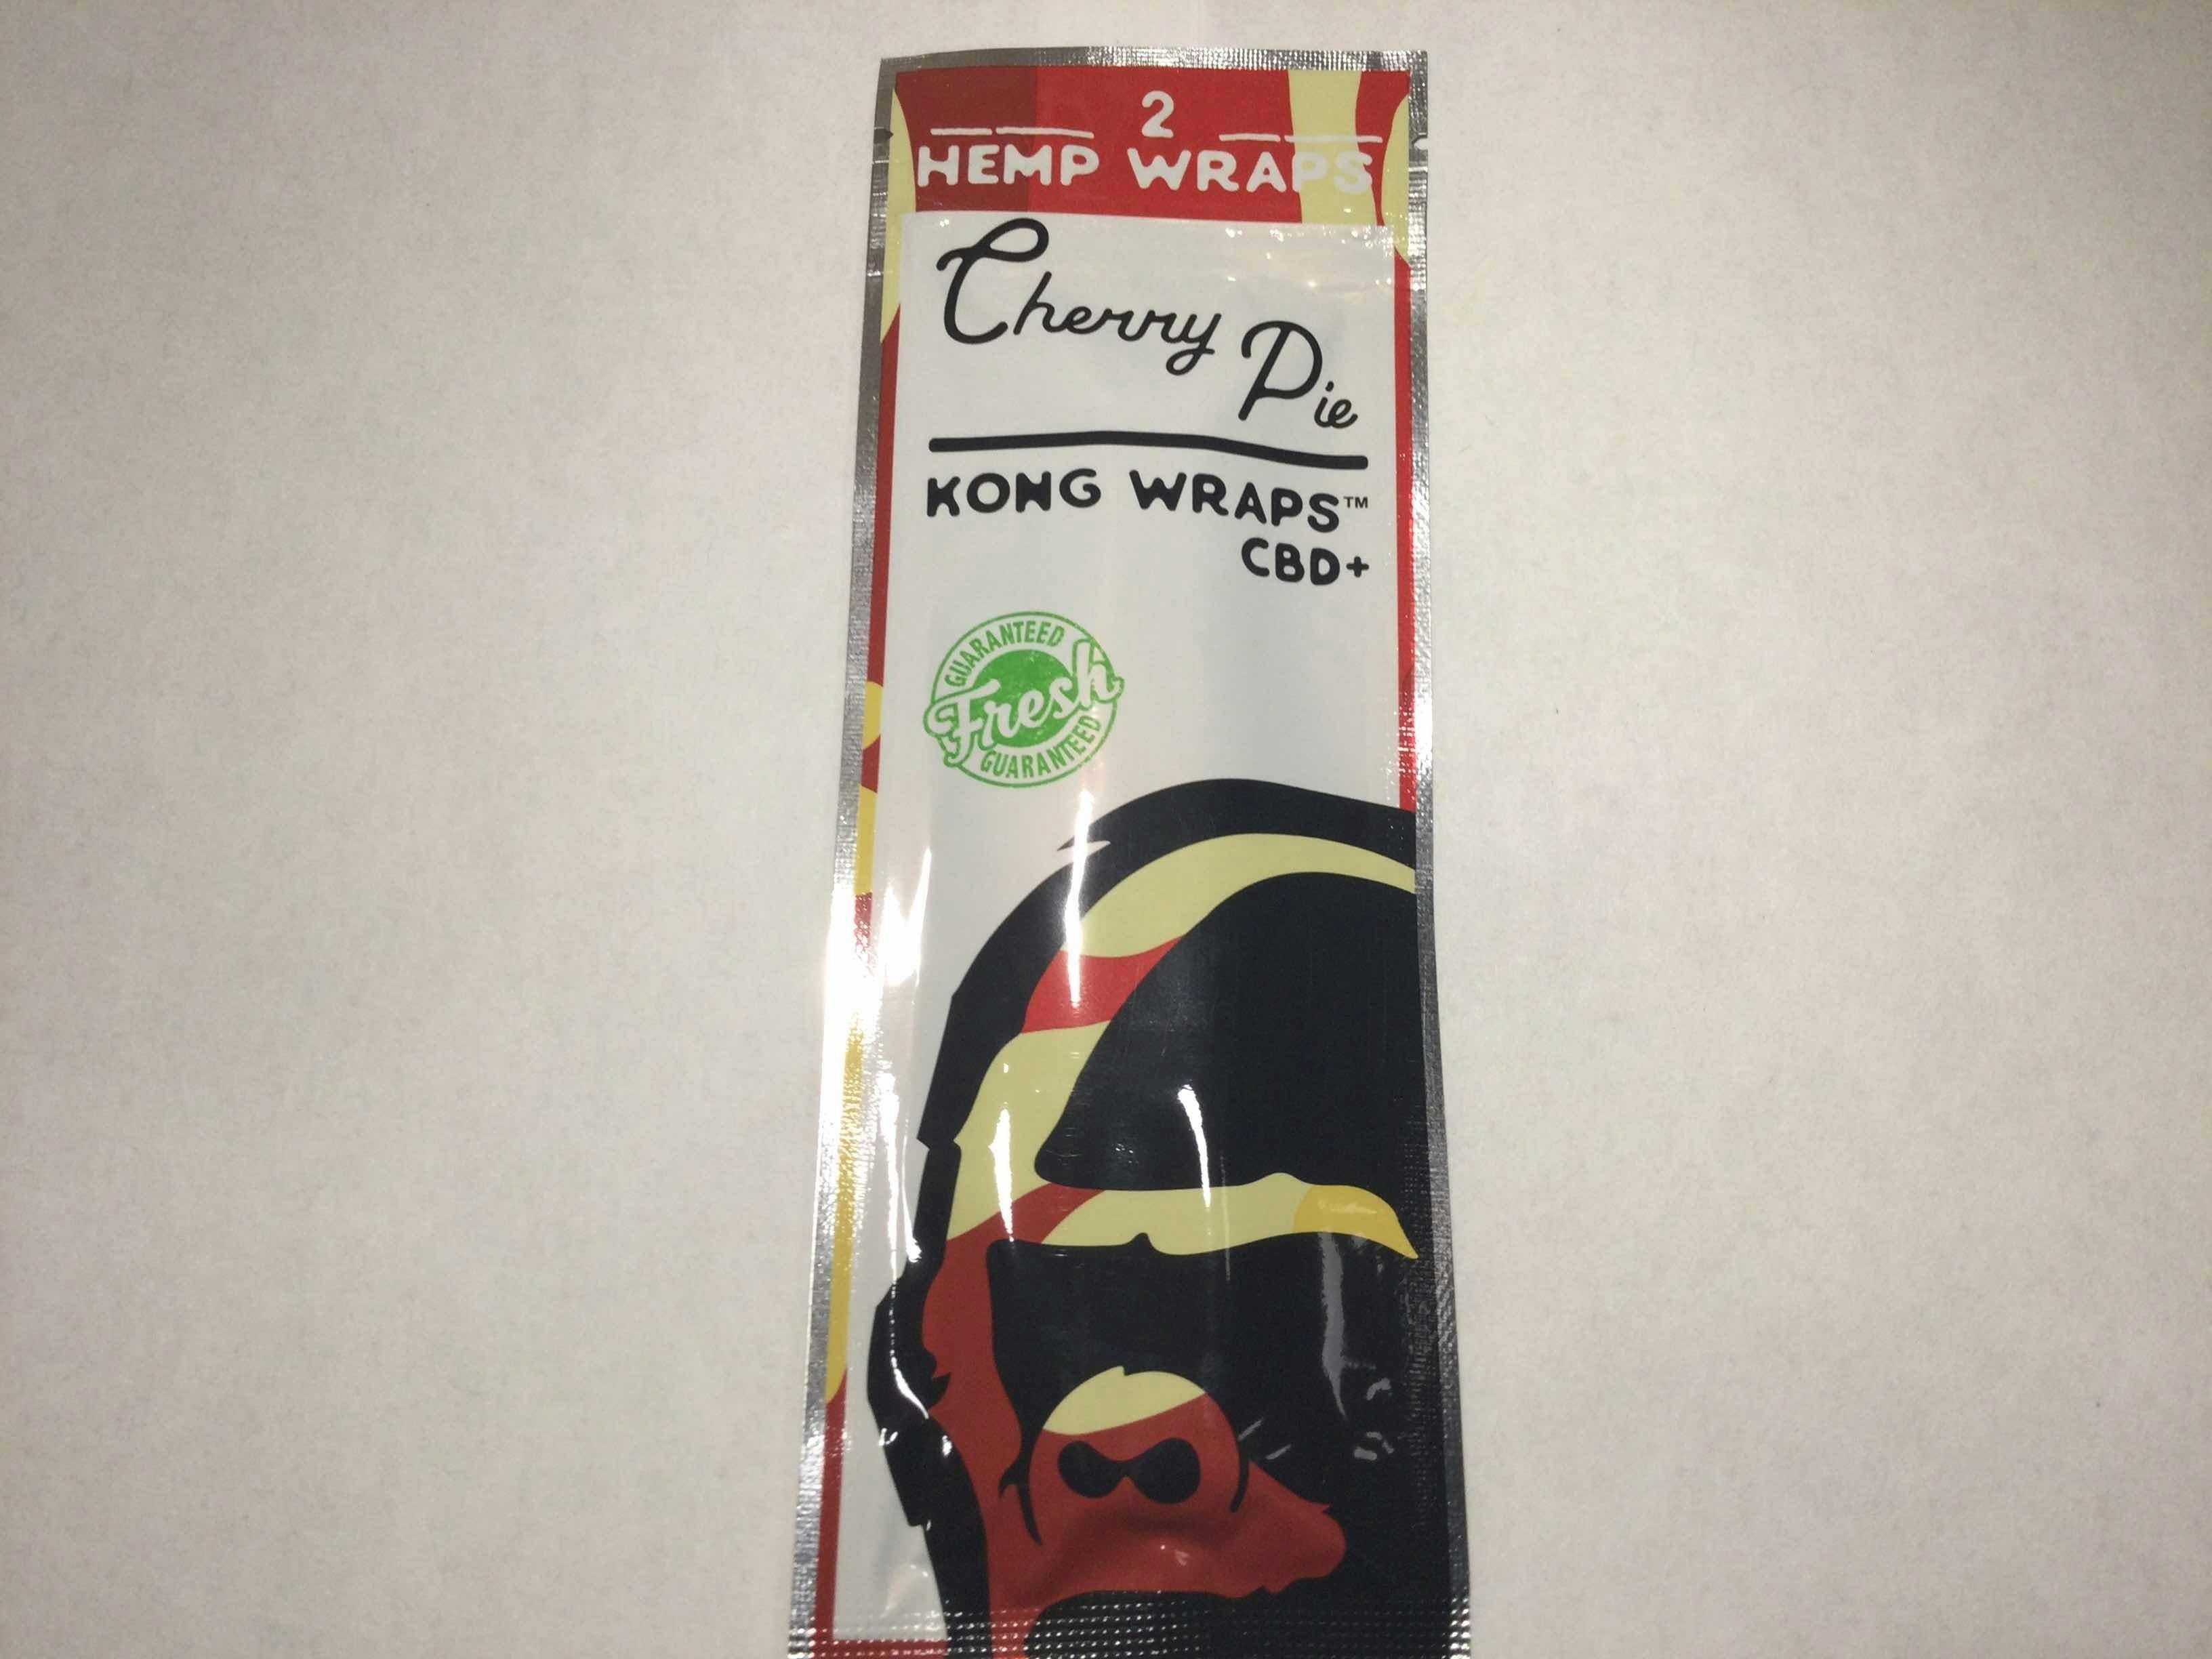 2
HEMP WRAPS
Cherry Pie
KONG WRAPS™
CBD+
GUARANTEED
Fresh
GUARANTEED